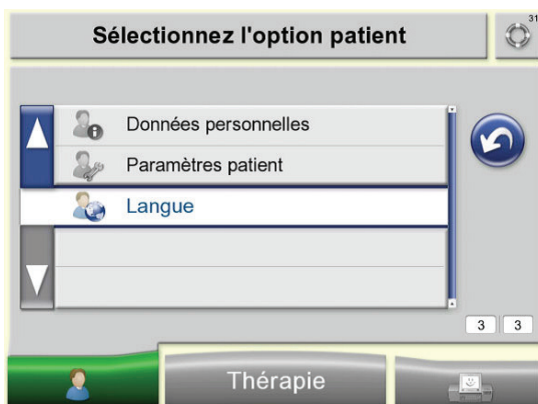 Sélectionnez l'option patient
31
Données personnelles
Paramètres patient
Langue
3 3
Thérapie